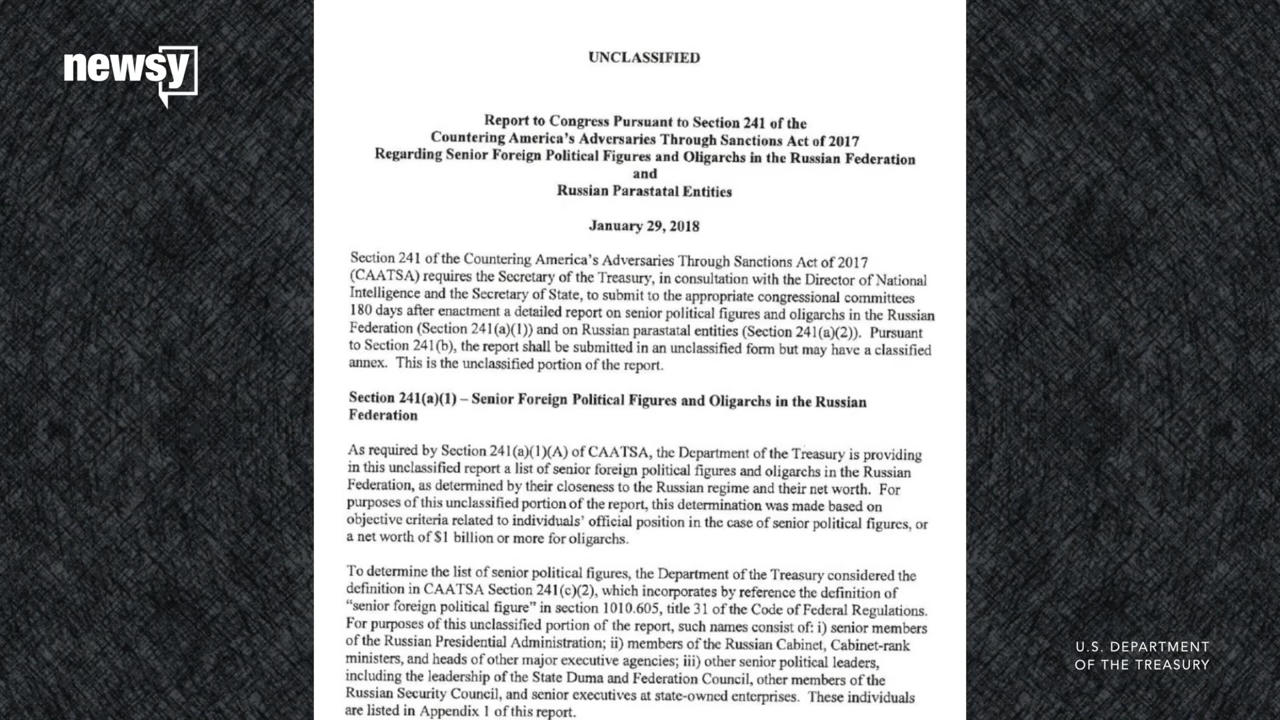 newsy
UNCLASSIFIED
Report to Congress Pursuant to Section 241 of the
Countering America's Adversaries Through Sanctions Act of 2017
Regarding Senior Foreign Political Figures and Oligarchs in the Russian Federation
and
Russian Parastatal Entities
January 29, 2018
Section 241 of the Countering America's Adversaries Through Sanctions Act of 2017
(CAATSA) requires the Secretary of the Treasury, in consultation with the Director of National
Intelligence and the Secretary of State, to submit to the appropriate congressional committees
180 days after enactment a detailed report on senior political figures and oligarchs in the Russian
Federation (Section 241(a)(1)) and on Russian parastatal entities (Section 241(a)(2)). Pursuant
to Section 241(b), the report shall be submitted in an unclassified form but may have a classified
annex. This is the unclassified portion of the report.
Section 241(a)(1) – Senior Foreign Political Figures and Oligarchs in the Russian
Federation
As required by Section 241(a)(1)(A) of CAATSA, the Department of the Treasury is providing
in this unclassified report a list of senior foreign political figures and oligarchs in the Russian
Federation, as determined by their closeness to the Russian regime and their net worth. For
purposes of this unclassified portion of the report, this determination was made based on
objective criteria related to individuals' official position in the case of senior political figures, or
a net worth of $1 billion or more for oligarchs.
To determine the list of senior political figures, the Department of the Treasury considered the
definition in CAATSA Section 241(c)(2), which incorporates by reference the definition of
"senior foreign political figure" in section 1010.605, title 31 of the Code of Federal Regulations.
For purposes of this unclassified portion of the report, such names consist of: i) senior members
of the Russian Presidential Administration; ii) members of the Russian Cabinet, Cabinet-rank
ministers, and heads of other major executive agencies; iii) other senior political leaders,
including the leadership of the State Duma and Federation Council, other members of the
Russian Security Council, and senior executives at state-owned enterprises. These individuals
are listed in Appendix 1 of this report.
U.S. DEPARTMENT
OF THE TREASURY